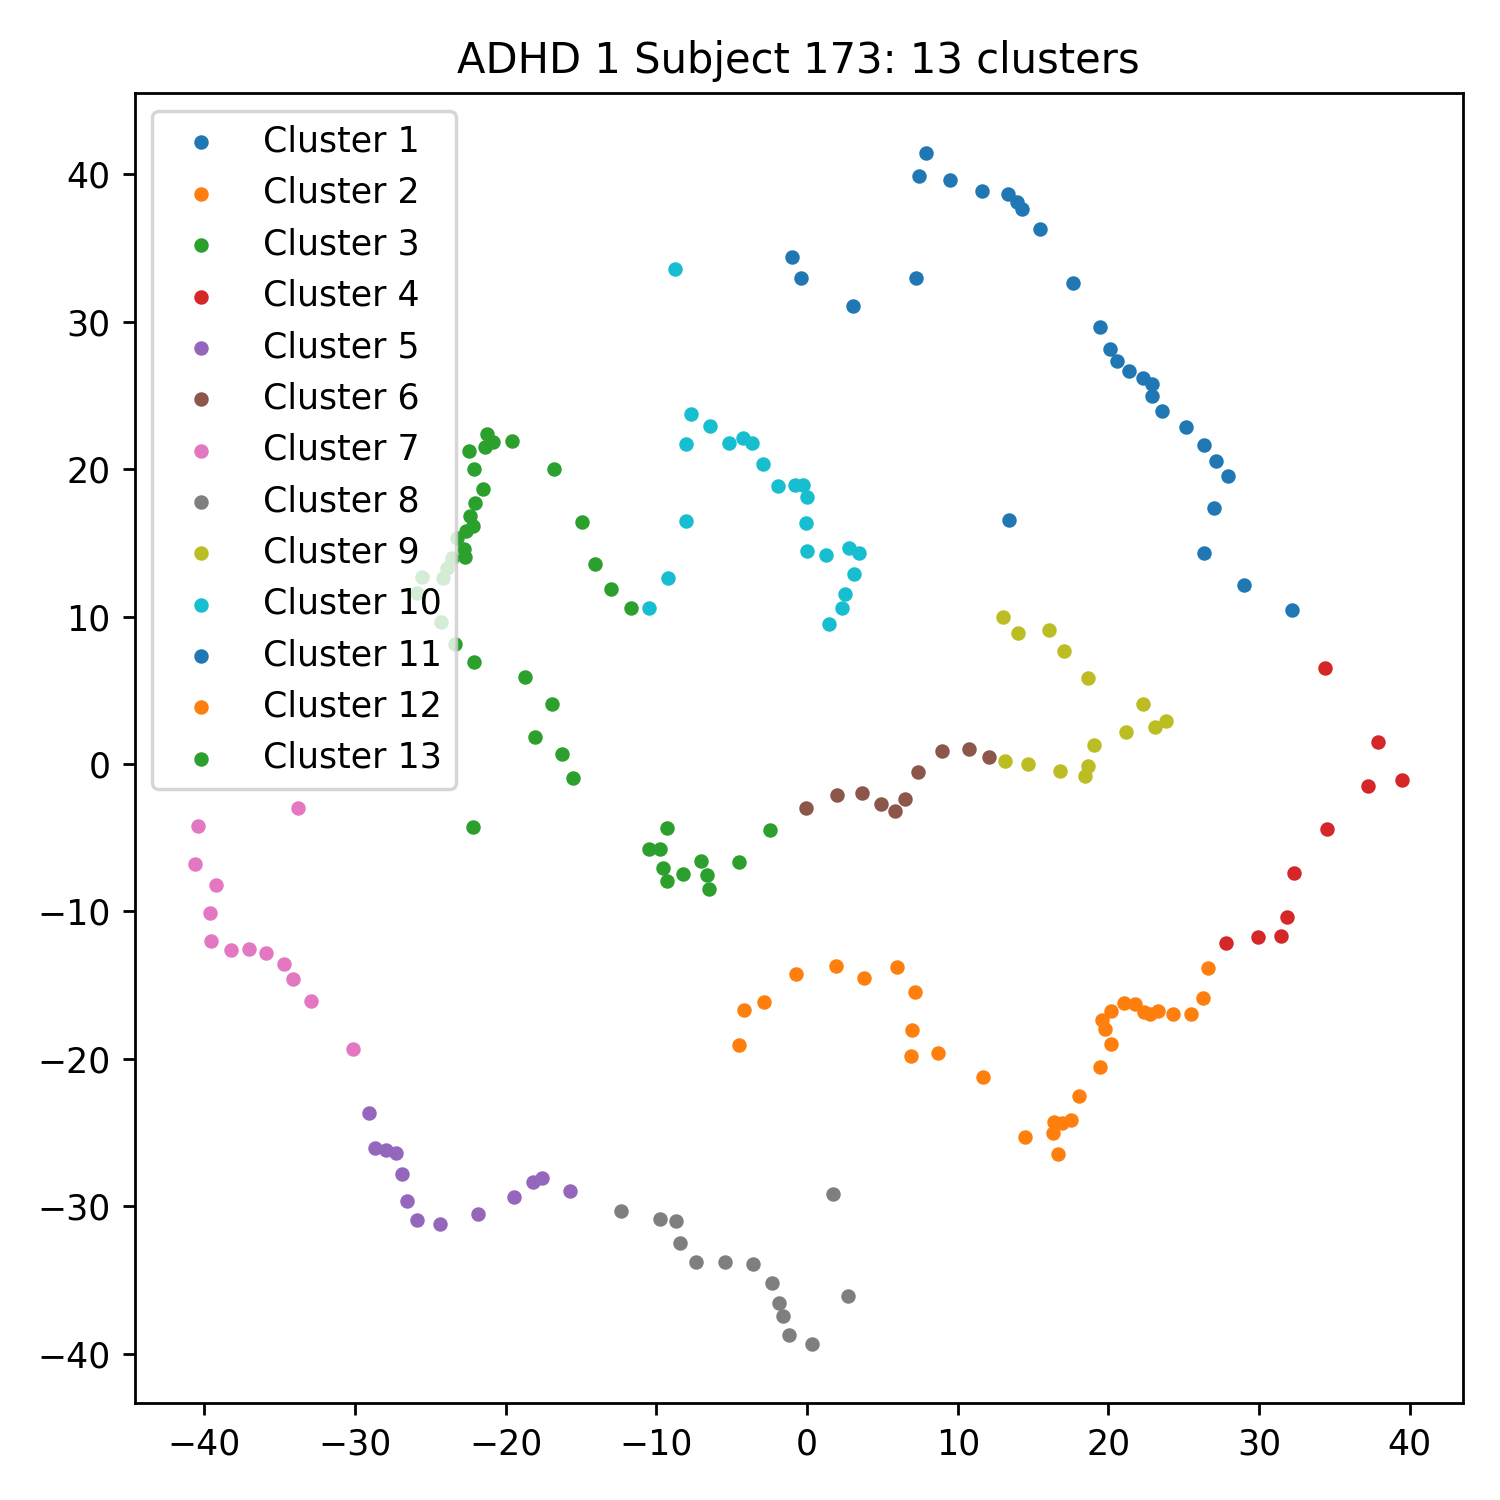 ADHD 1 Subject 173: 13 clusters
Cluster 1
Cluster 2
Cluster 3
Cluster 4
Cluster 5
Cluster 6
Cluster 7
Cluster 8
Cluster 9
Cluster 10
Cluster 11
Cluster 12
Cluster 13
40
30
20
10
0
−10
−20
−30
−40
−40 −30 −20 −10 0 10 20 30 40